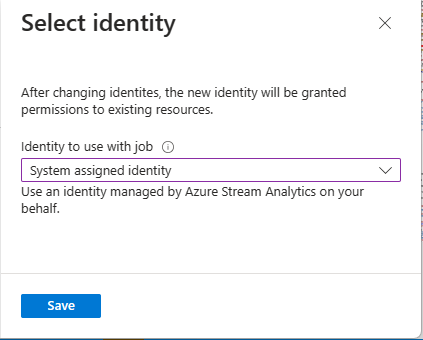 Select identity
After changing identites, the new identity will be granted
permissions to existing resources.
Identity to use with job
System assigned identity
Use an identity managed by Azure Stream Analytics on your
behalf.
Save